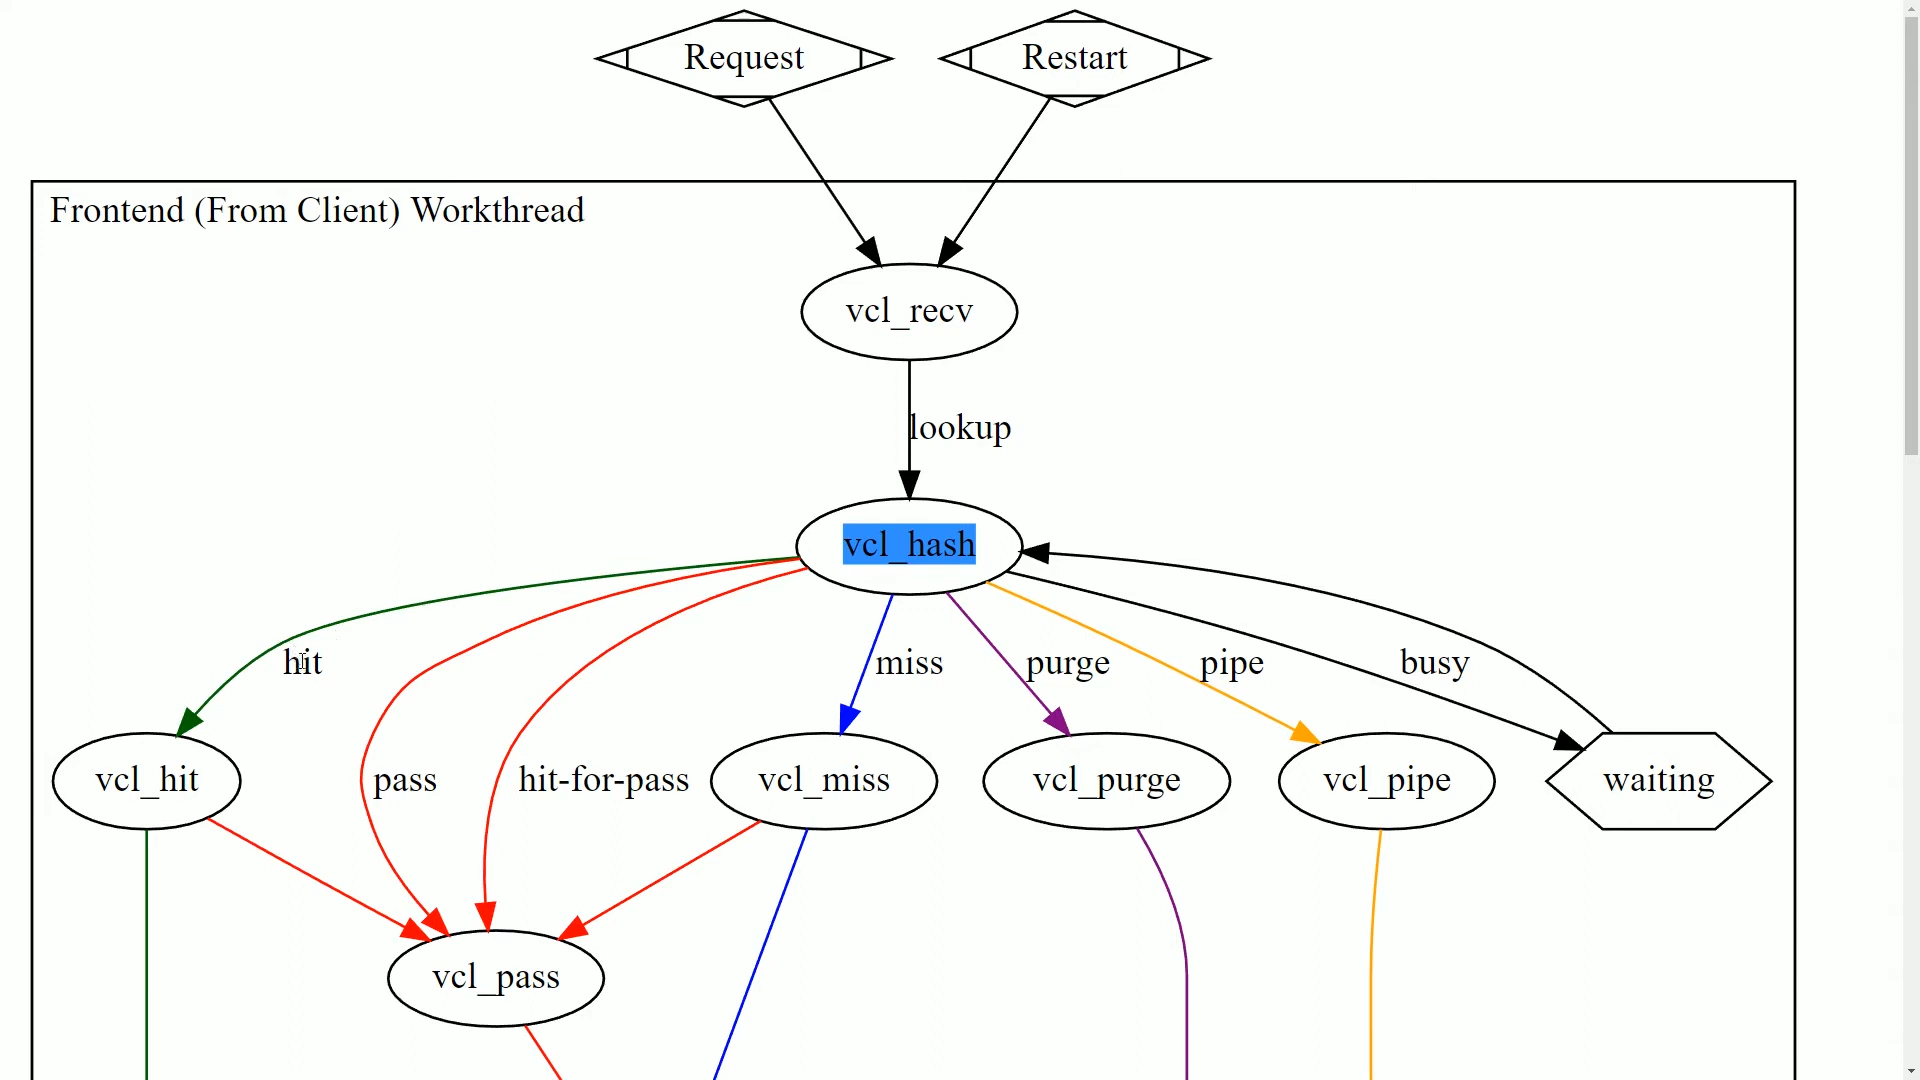 Request
Restart
Frontend (From Client) Workthread
vcl_recv
lookup
vcl_hash
hit
miss
purge
pipe
busy
vcl_hit
pass
hit-for-pass
vcl_miss
vcl_purge
vcl_pipe
waiting
vcl_pass